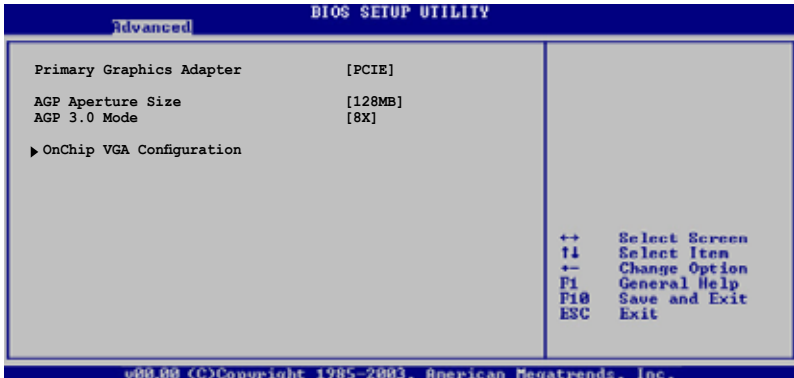 BIOS SETUP UTILITY
Advanced
Primary Graphics Adapter [PCIE]
AGP Aperture Size [128MB]
AGP 3.0 Mode [8X]
OnChip VGA Configuration
←→ Select Screen
↑↓ Select Item
+- Change Option
F1 General Help
F10 Save and Exit
ESC Exit
v00.00 (C)Copyright 1985-2003, American Megatrends, Inc.